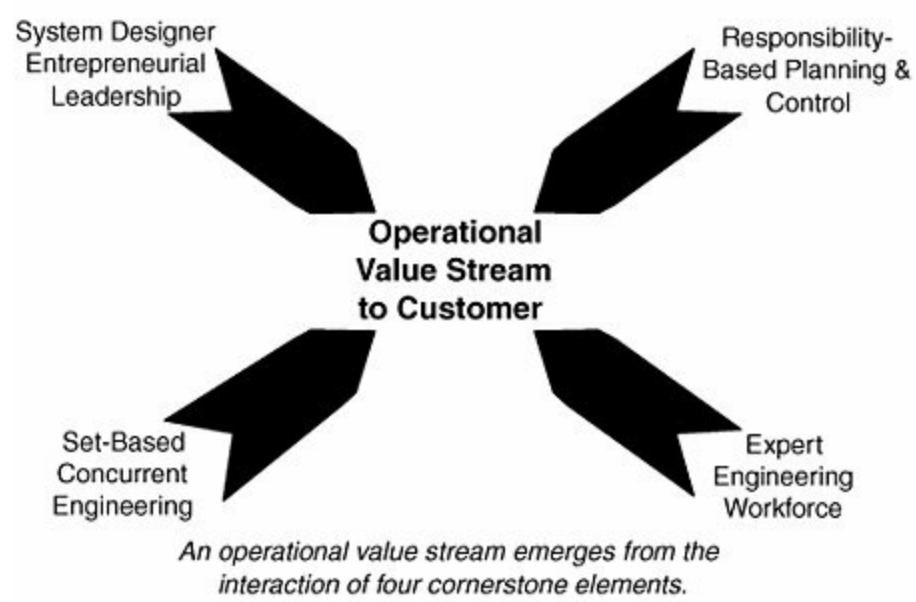 System Designer
Entrepreneurial
Leadership
Responsibility-
Based Planning &
Control
Operational
Value Stream
to Customer
Set-Based
Concurrent
Engineering
Expert
Engineering
Workforce
An operational value stream emerges from the
interaction of four cornerstone elements.